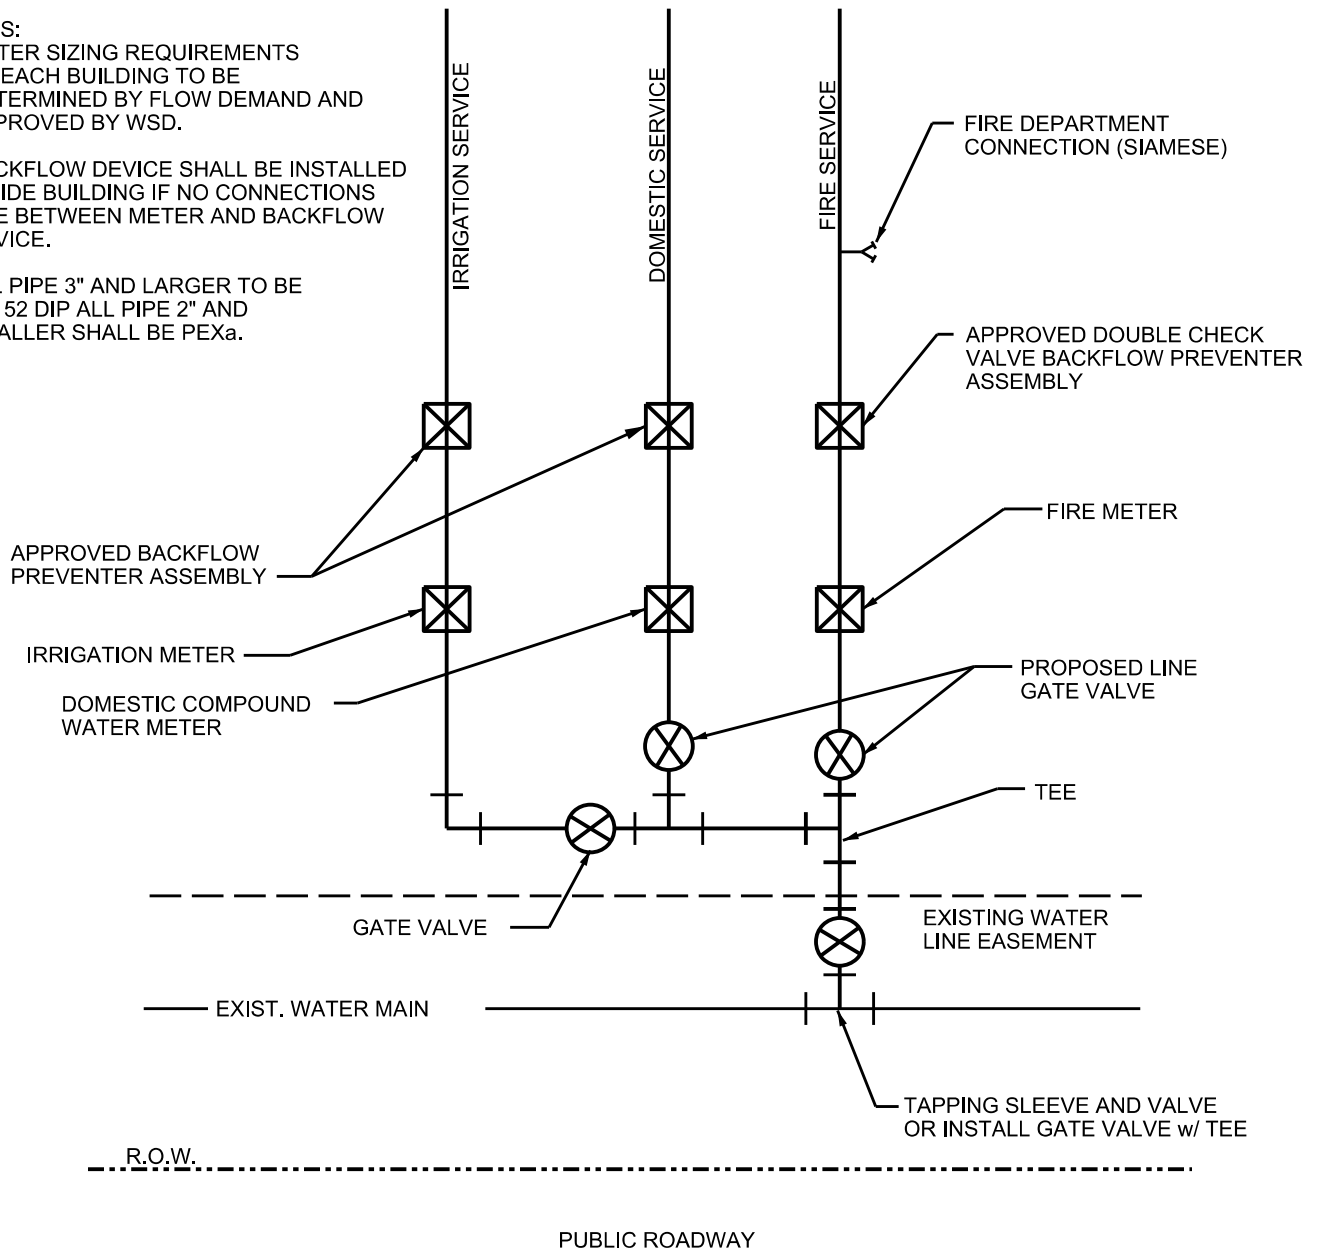 S:
TER SIZING REQUIREMENTS
EACH BUILDING TO BE
TERMINED BY FLOW DEMAND AND
PROVED BY WSD.
CKFLOW DEVICE SHALL BE INSTALLED
IDE BUILDING IF NO CONNECTIONS
E BETWEEN METER AND BACKFLOW
VICE.
L PIPE 3" AND LARGER TO BE
52 DIP ALL PIPE 2" AND
ALLER SHALL BE PEXa.
IRRIGATION SERVICE
DOMESTIC SERVICE
FIRE SERVICE
FIRE DEPARTMENT
CONNECTION (SIAMESE)
APPROVED DOUBLE CHECK
VALVE BACKFLOW PREVENTER
ASSEMBLY
FIRE METER
APPROVED BACKFLOW
PREVENTER ASSEMBLY
IRRIGATION METER
DOMESTIC COMPOUND
WATER METER
PROPOSED LINE
GATE VALVE
TEE
GATE VALVE
EXISTING WATER
LINE EASEMENT
EXIST. WATER MAIN
TAPPING SLEEVE AND VALVE
OR INSTALL GATE VALVE w/ TEE
R.O.W.
PUBLIC ROADWAY